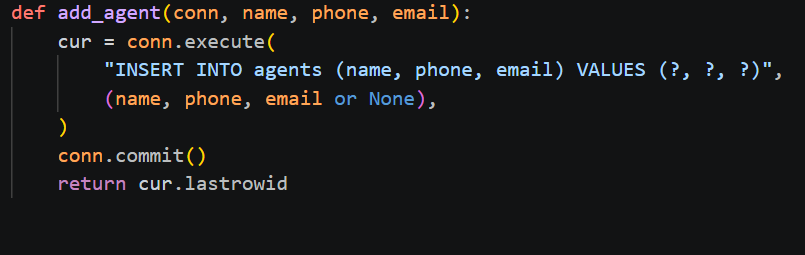 def add_agent(conn, name, phone, email):
    cur = conn.execute(
        "INSERT INTO agents (name, phone, email) VALUES (?, ?, ?)",
        (name, phone, email or None),
    )
    conn.commit()
    return cur.lastrowid